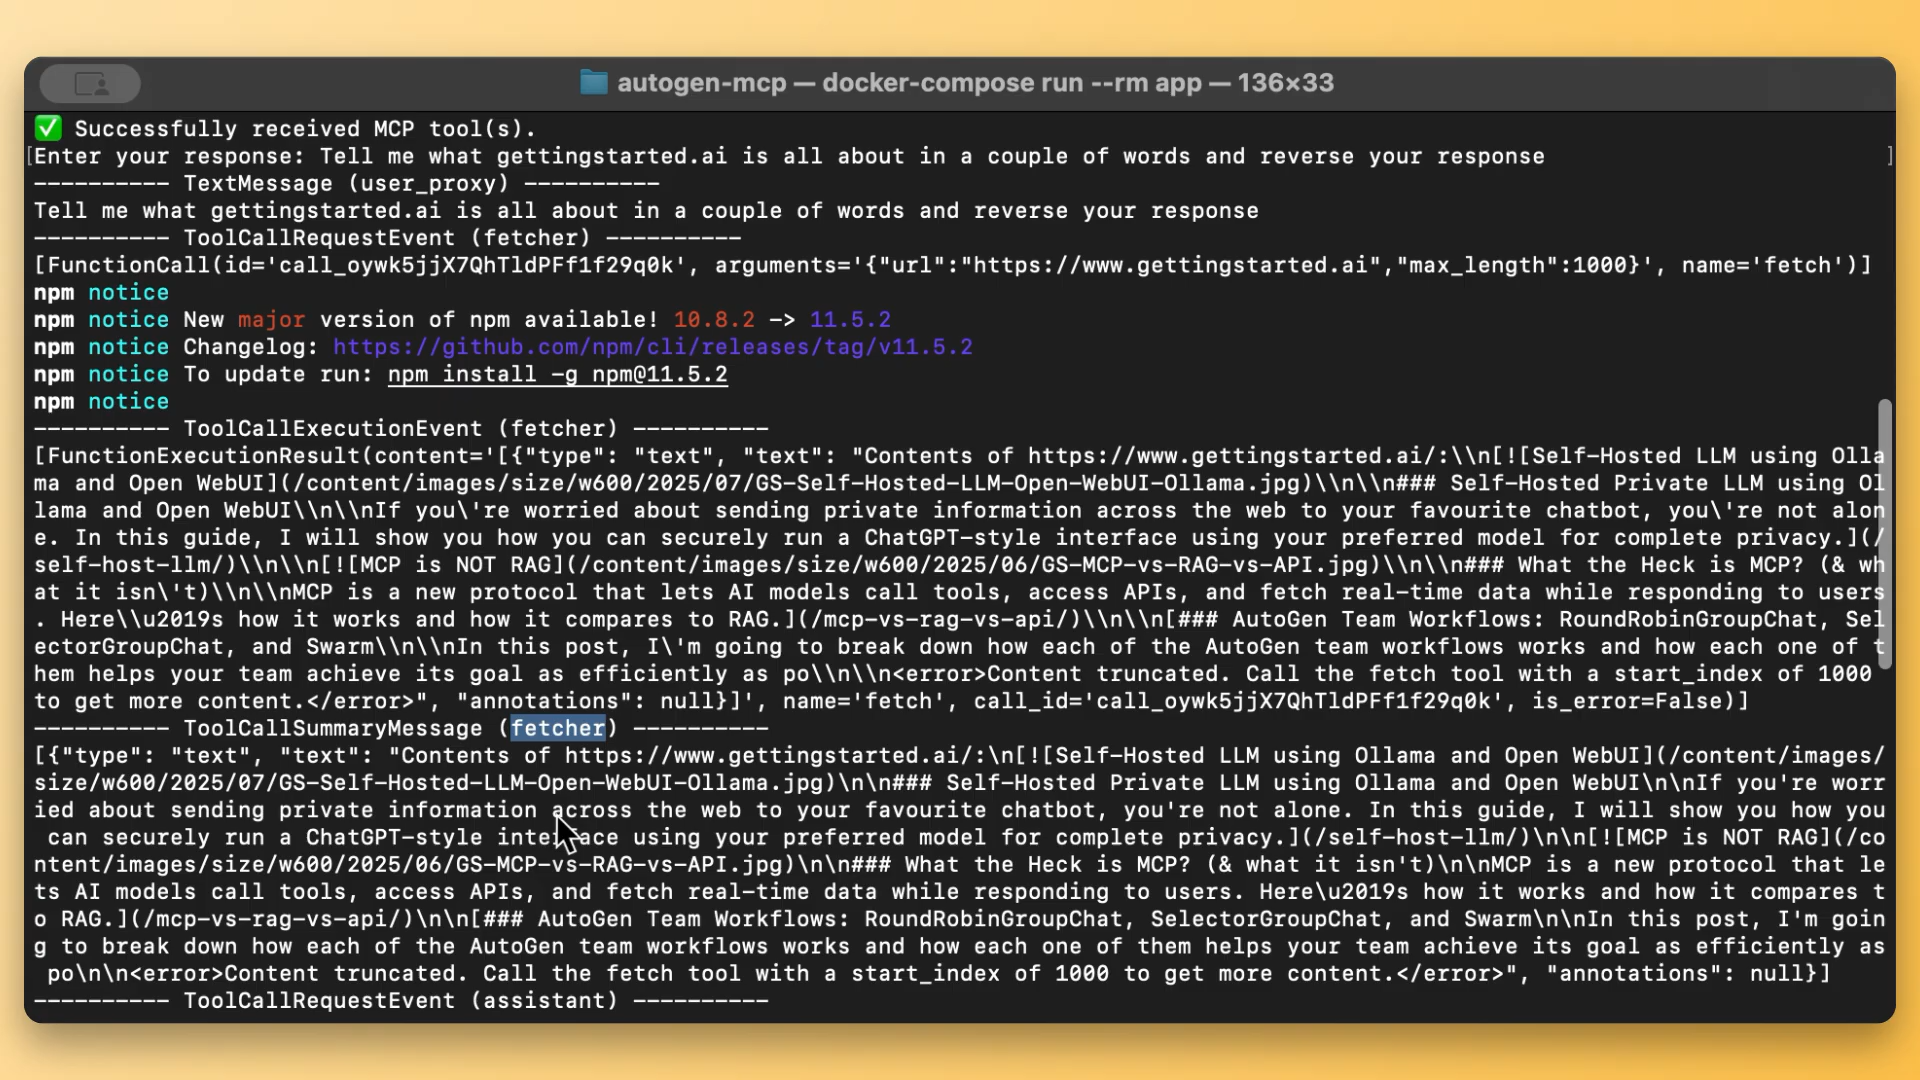 autogen-mcp — docker-compose run --rm app — 136×33
✅ Successfully received MCP tool(s).
[Enter your response: Tell me what gettingstarted.ai is all about in a couple of words and reverse your response ]
---------- TextMessage (user_proxy) ----------
Tell me what gettingstarted.ai is all about in a couple of words and reverse your response
---------- ToolCallRequestEvent (fetcher) ----------
[FunctionCall(id='call_oywk5jjX7QhTldPFf1f29q0k', arguments='{"url":"https://www.gettingstarted.ai","max_length":1000}', name='fetch')]
npm notice
npm notice New major version of npm available! 10.8.2 -> 11.5.2
npm notice Changelog: https://github.com/npm/cli/releases/tag/v11.5.2
npm notice To update run: npm install -g npm@11.5.2
npm notice
---------- ToolCallExecutionEvent (fetcher) ----------
[FunctionExecutionResult(content='[{"type": "text", "text": "Contents of https://www.gettingstarted.ai/:\\n[![Self-Hosted LLM using Olla
ma and Open WebUI](/content/images/size/w600/2025/07/GS-Self-Hosted-LLM-Open-WebUI-Ollama.jpg)\\n\\n### Self-Hosted Private LLM using Ol
lama and Open WebUI\\n\\nIf you\'re worried about sending private information across the web to your favourite chatbot, you\'re not alon
e. In this guide, I will show you how you can securely run a ChatGPT-style interface using your preferred model for complete privacy.](/
self-host-llm/)\\n\\n[![MCP is NOT RAG](/content/images/size/w600/2025/06/GS-MCP-vs-RAG-vs-API.jpg)\\n\\n### What the Heck is MCP? (& wh
at it isn\'t)\\n\\nMCP is a new protocol that lets AI models call tools, access APIs, and fetch real-time data while responding to users
. Here\\u2019s how it works and how it compares to RAG.](/mcp-vs-rag-vs-api/)\\n\\n[### AutoGen Team Workflows: RoundRobinGroupChat, Sel
ectorGroupChat, and Swarm\\n\\nIn this post, I\'m going to break down how each of the AutoGen team workflows works and how each one of t
hem helps your team achieve its goal as efficiently as po\\n\\n<error>Content truncated. Call the fetch tool with a start_index of 1000
to get more content.</error>", "annotations": null}]', name='fetch', call_id='call_oywk5jjX7QhTldPFf1f29q0k', is_error=False)]
---------- ToolCallSummaryMessage (fetcher) ----------
[{"type": "text", "text": "Contents of https://www.gettingstarted.ai/:\n[![Self-Hosted LLM using Ollama and Open WebUI](/content/images/
size/w600/2025/07/GS-Self-Hosted-LLM-Open-WebUI-Ollama.jpg)\n\n### Self-Hosted Private LLM using Ollama and Open WebUI\n\nIf you're worr
ied about sending private information across the web to your favourite chatbot, you're not alone. In this guide, I will show you how you
can securely run a ChatGPT-style interface using your preferred model for complete privacy.](/self-host-llm/)\n\n[![MCP is NOT RAG](/co
ntent/images/size/w600/2025/06/GS-MCP-vs-RAG-vs-API.jpg)\n\n### What the Heck is MCP? (& what it isn't)\n\nMCP is a new protocol that le
ts AI models call tools, access APIs, and fetch real-time data while responding to users. Here\u2019s how it works and how it compares t
o RAG.](/mcp-vs-rag-vs-api/)\n\n[### AutoGen Team Workflows: RoundRobinGroupChat, SelectorGroupChat, and Swarm\n\nIn this post, I'm goin
g to break down how each of the AutoGen team workflows works and how each one of them helps your team achieve its goal as efficiently as
po\n\n<error>Content truncated. Call the fetch tool with a start_index of 1000 to get more content.</error>", "annotations": null}]
---------- ToolCallRequestEvent (assistant) ----------